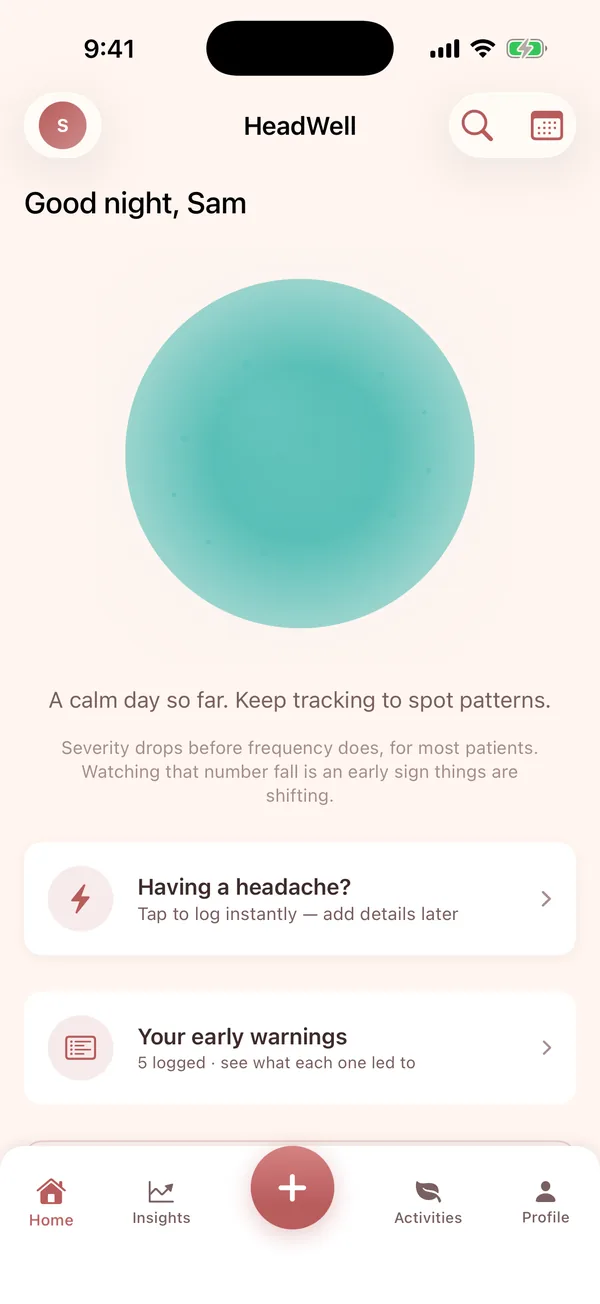 9:41
S
HeadWell
Good night, Sam
A calm day so far. Keep tracking to spot patterns.
Severity drops before frequency does, for most patients.
Watching that number fall is an early sign things are
shifting.
Having a headache?
Tap to log instantly — add details later
Your early warnings
5 logged · see what each one led to
Home
Insights
Activities
Profile